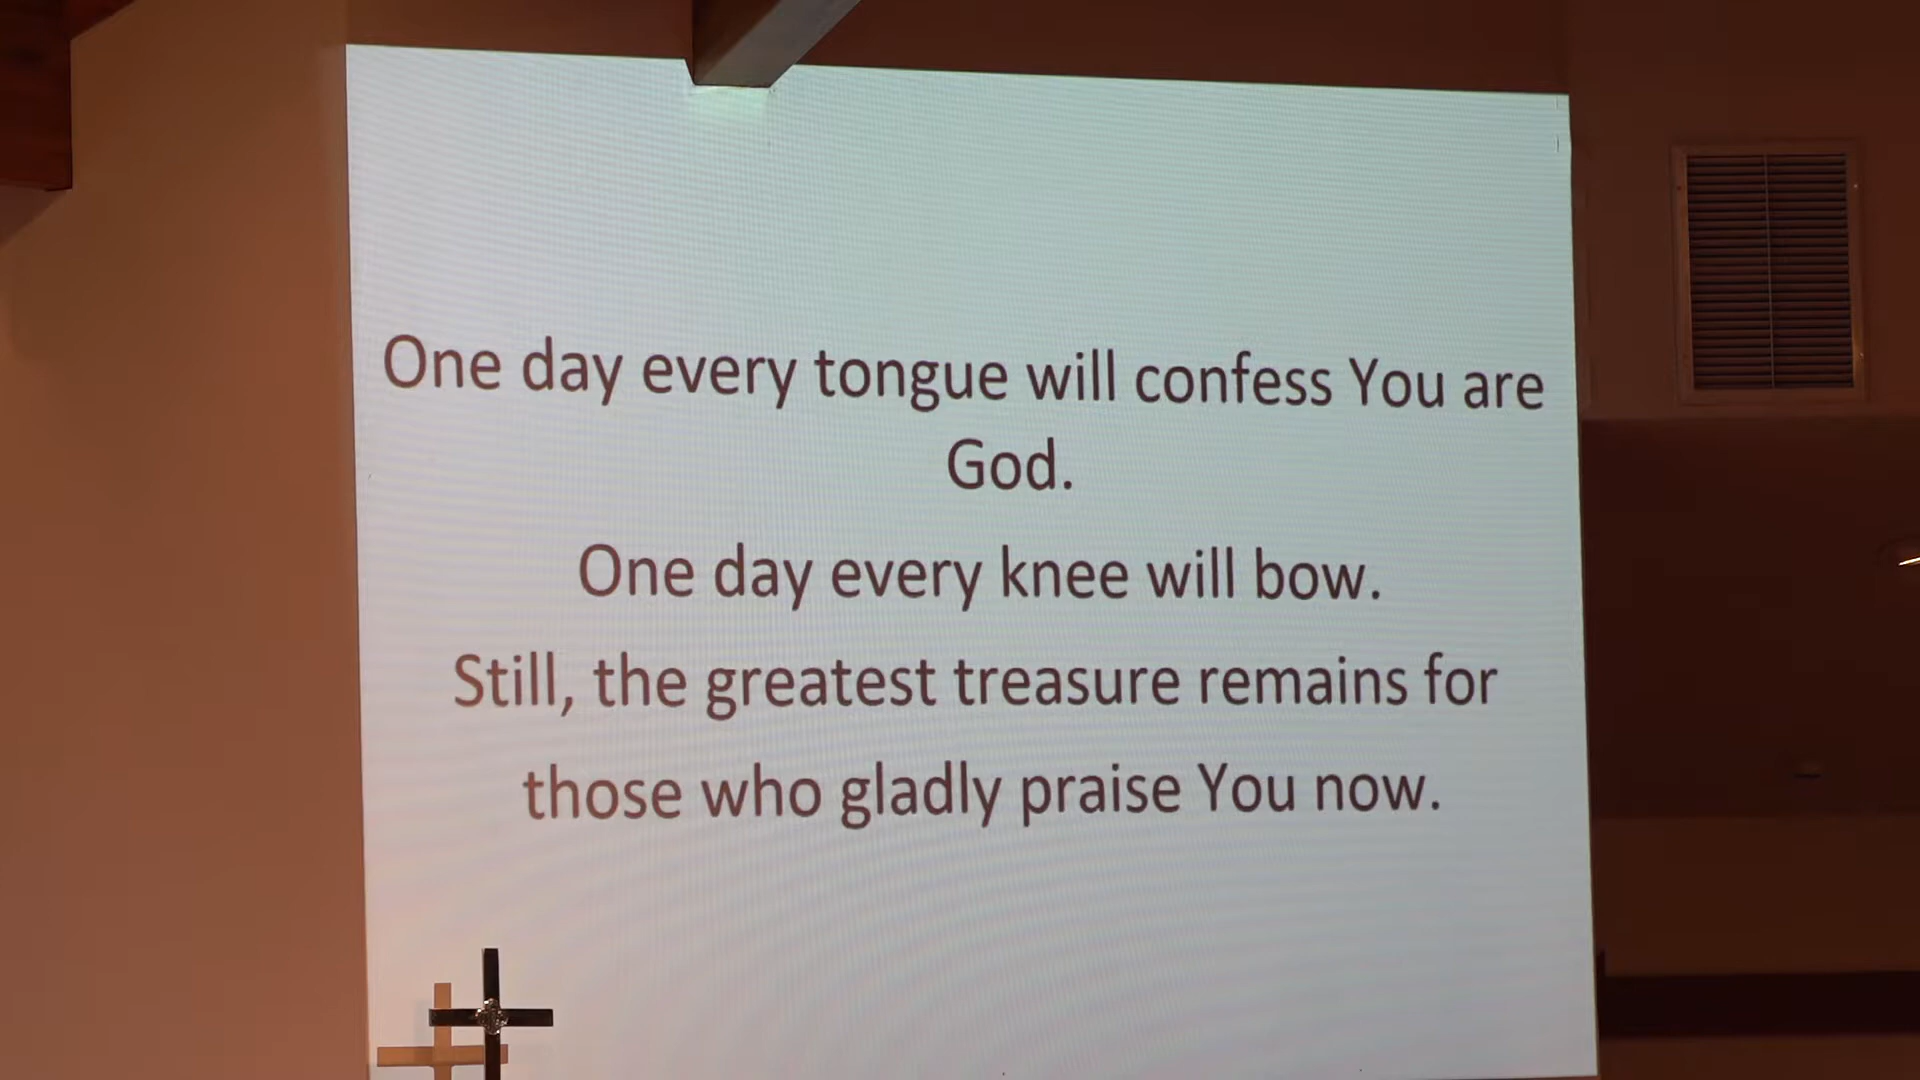 One day every tongue will confess You are
God.
One day every knee will bow.
Still, the greatest treasure remains for
those who gladly praise You now.